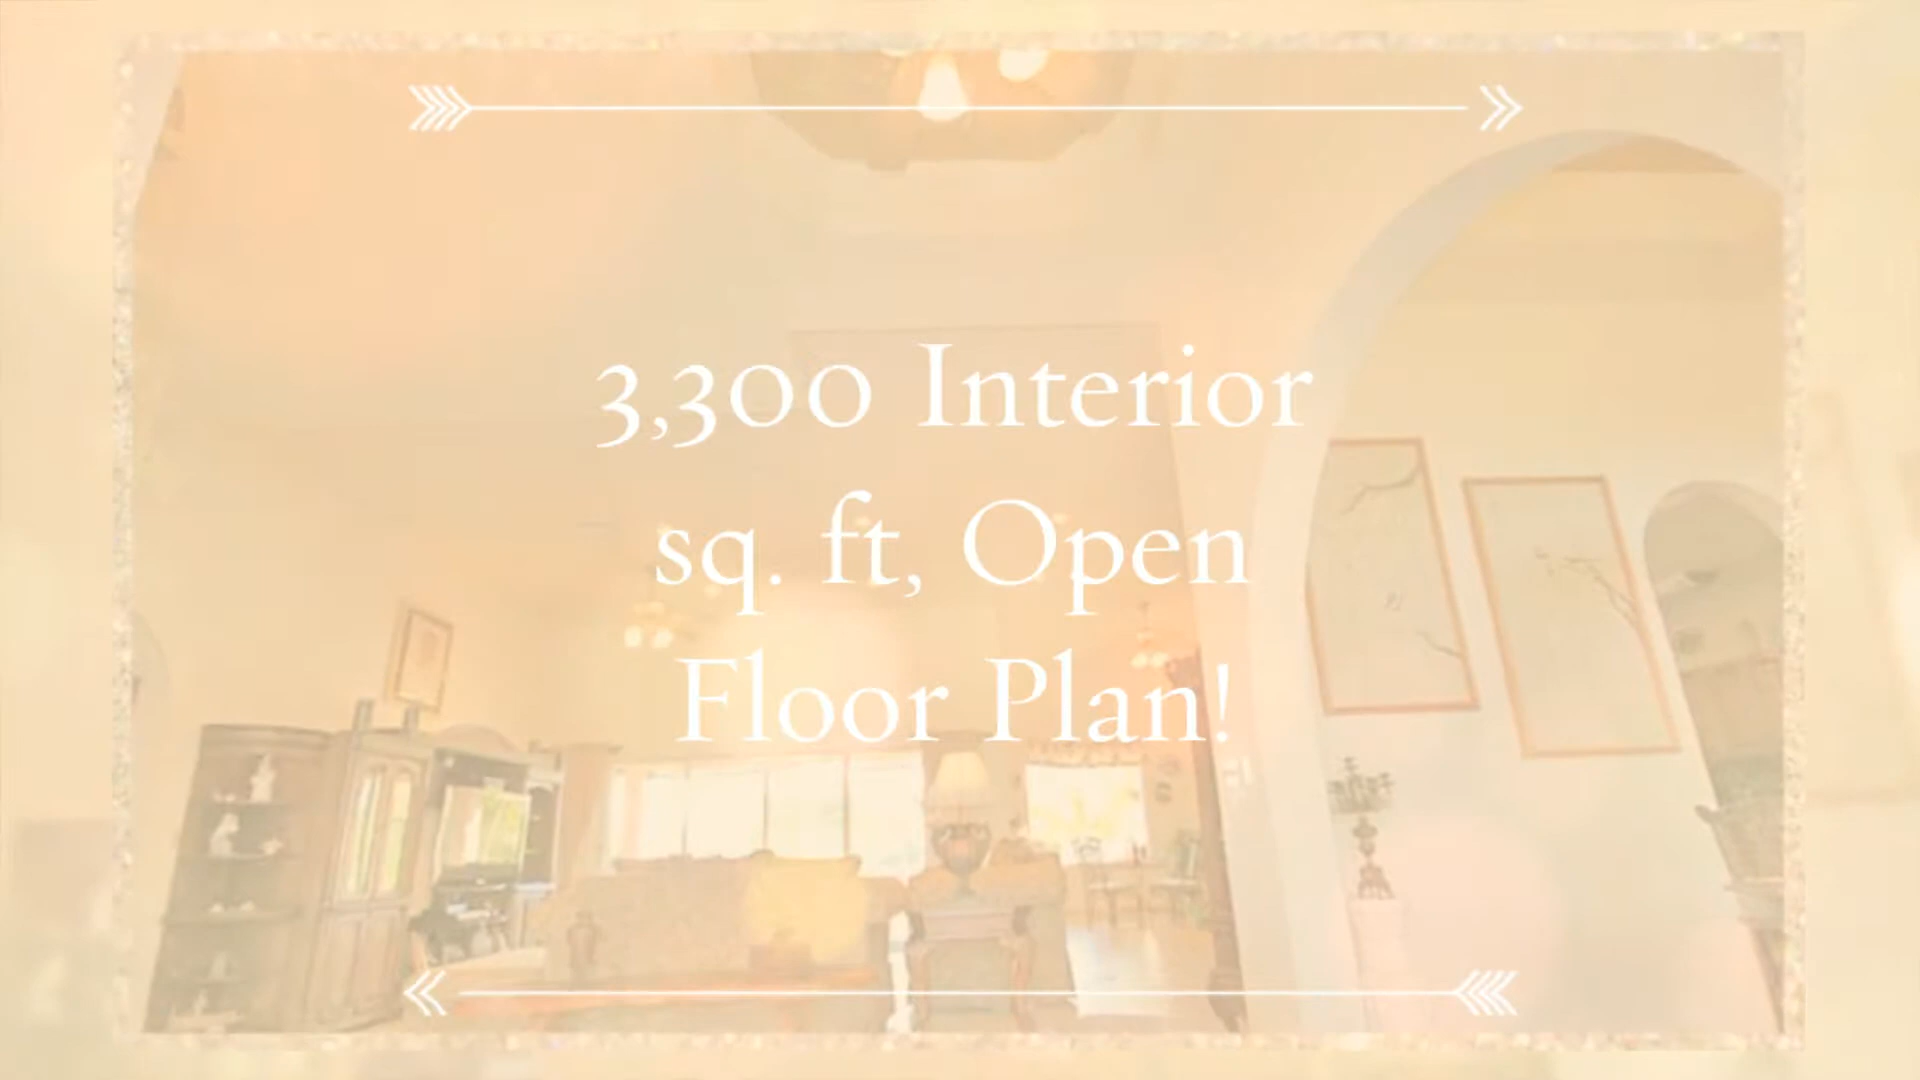 3,300 Interior
sq. ft, Open
Floor Plan!